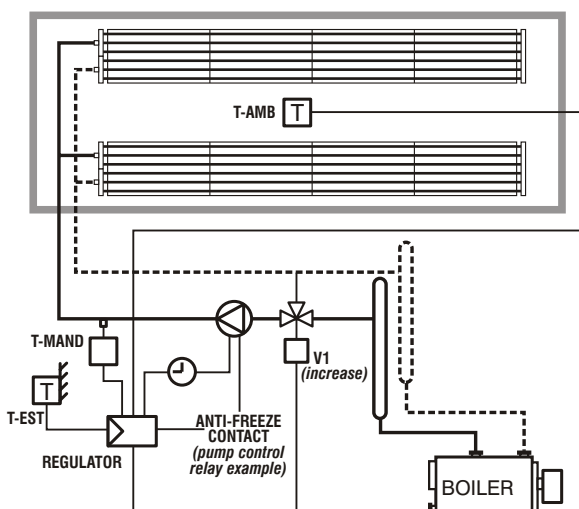 T-AMB
T
T-MAND
V1
(increase)
T
T-EST
ANTI-FREEZE
CONTACT
(pump control
relay example)
REGULATOR
BOILER